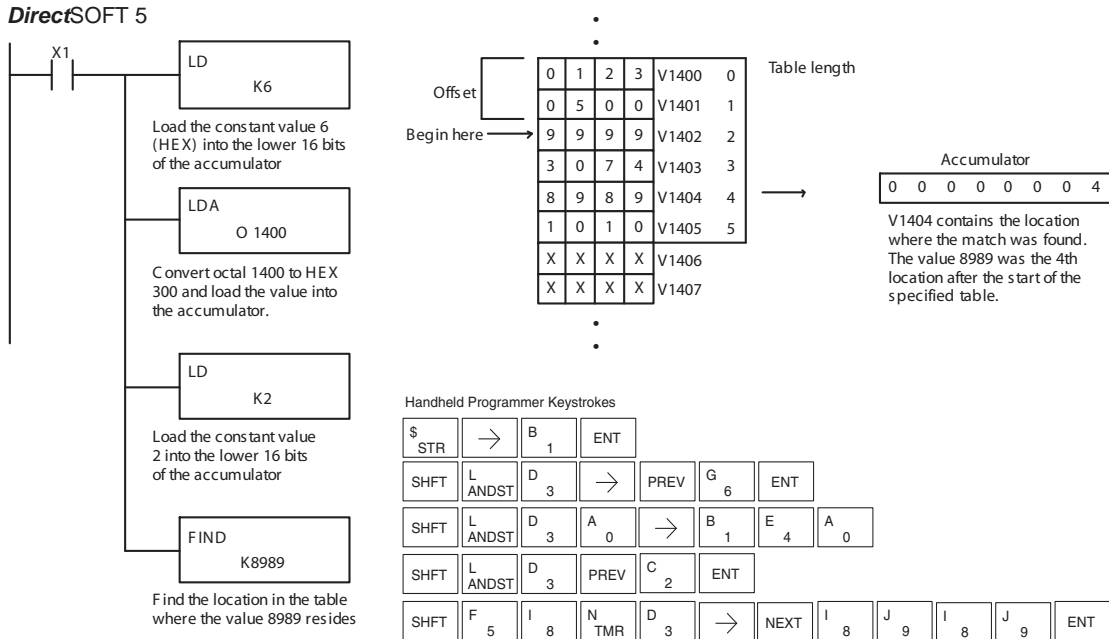 DirectSOFT 5
X1
LD
K6
Load the constant value 6
(HEX) into the lower 16 bits
of the accumulator
LDA
O 1400
Convert octal 1400 to HEX
300 and load the value into
the accumulator.
LD
K2
Load the constant value
2 into the lower 16 bits
of the accumulator
FIND
K8989
Find the location in the table
where the value 8989 resides
Offset
Begin here
0 1 2 3 V1400 0
0 5 0 0 V1401 1
9 9 9 9 V1402 2
3 0 7 4 V1403 3
8 9 8 9 V1404 4
1 0 1 0 V1405 5
X X X X V1406
X X X X V1407
Table length
Accumulator
0 0 0 0 0 0 0 4
V1404 contains the location
where the match was found.
The value 8989 was the 4th
location after the start of the
specified table.
Handheld Programmer Keystrokes
$ STR → B 1 ENT
SHFT L ANDST D 3 → PREV G 6 ENT
SHFT L ANDST D 3 A 0 → B 1 E 4 A 0
SHFT L ANDST D 3 PREV C 2 ENT
SHFT F 5 I 8 N TMR D 3 → NEXT I 8 J 9 I 8 J 9 ENT